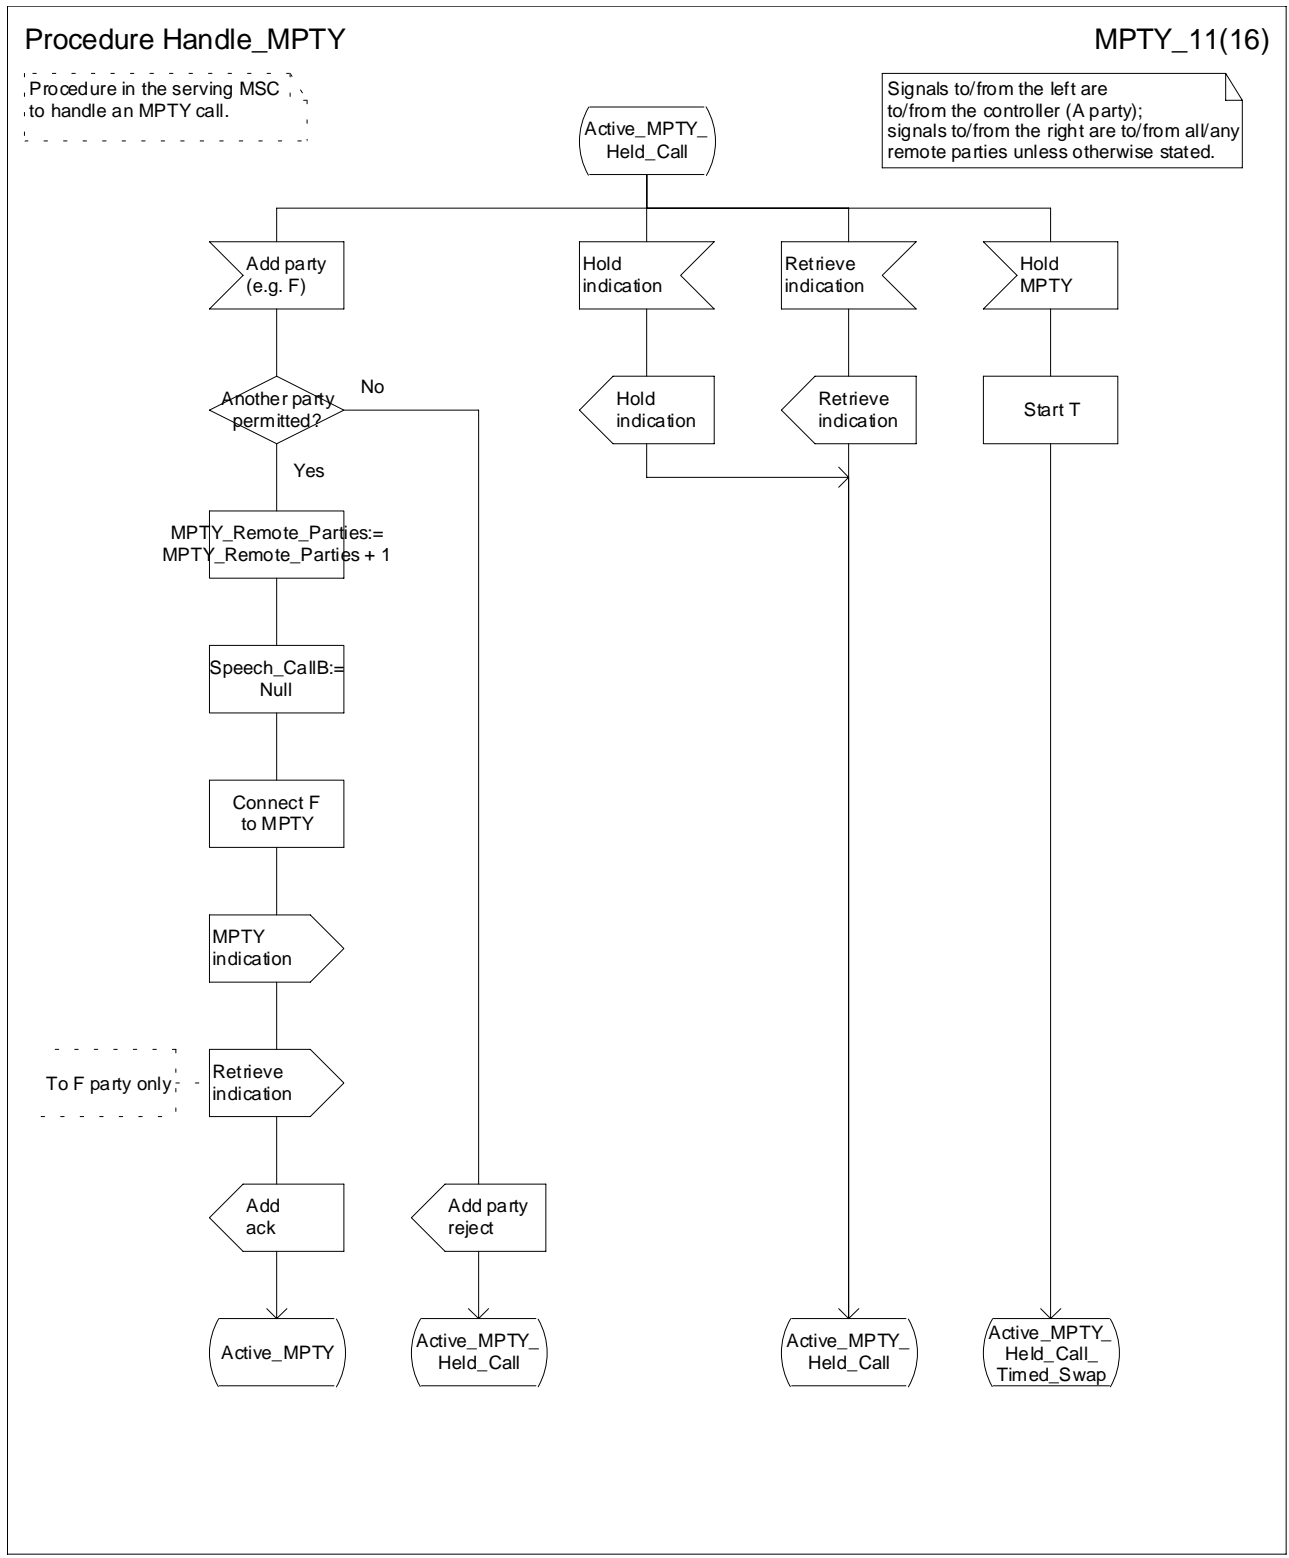 Procedure Handle_MPTY
MPTY_11(16)
Procedure in the serving MSC
to handle an MPTY call.
Signals to/from the left are
to/from the controller (A party);
signals to/from the right are to/from all/any
remote parties unless otherwise stated.
Active_MPTY_
Held_Call
Add party
(e.g. F)
Hold
indication
Retrieve
indication
Hold
MPTY
Another party
permitted?
No
Yes
Hold
indication
Retrieve
indication
Start T
MPTY_Remote_Parties:=
MPTY_Remote_Parties + 1
Speech_CallB:=
Null
Connect F
to MPTY
MPTY
indication
To F party only
Retrieve
indication
Add
ack
Add party
reject
Active_MPTY
Active_MPTY_
Held_Call
Active_MPTY_
Held_Call
Active_MPTY_
Held_Call_
Timed_Swap